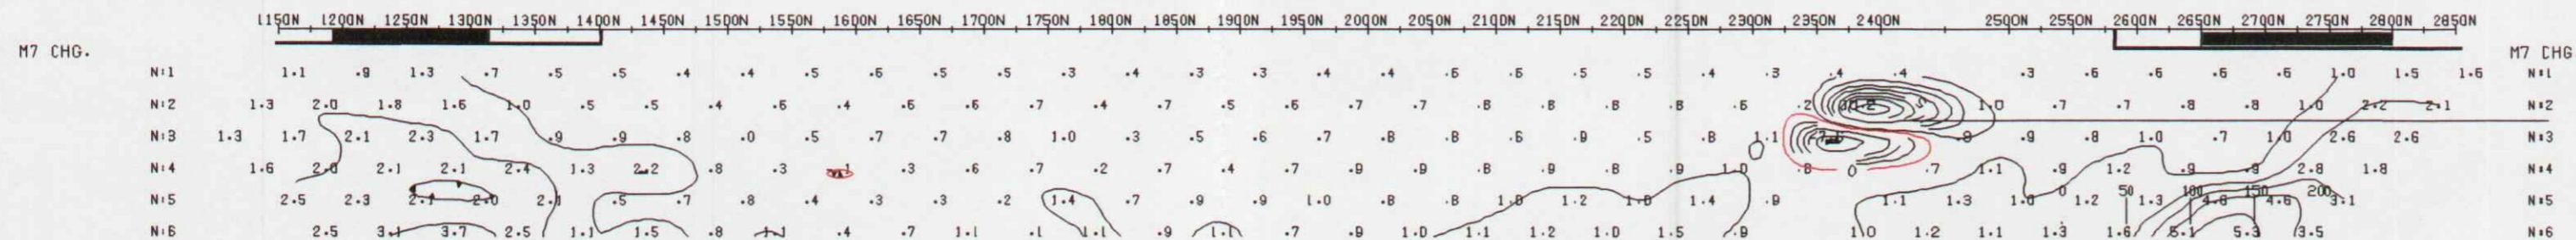 1150N 1200N 1250N 1300N 1350N 1400N 1450N 1500N 1550N 1600N 1650N 1700N 1750N 1800N 1850N 1900N 1950N 2000N 2050N 2100N 2150N 2200N 2250N 2300N 2350N 2400N 2500N 2550N 2600N 2650N 2700N 2750N 2800N 2850N
M7 CHG. M7 CHG
N:1 1.1 .9 1.3 .7 .5 .5 .4 .4 .5 .6 .5 .5 .3 .4 .3 .3 .4 .4 .6 .6 .5 .5 .4 .3 .4 .4 .3 .6 .6 .6 .6 1.0 1.5 1.6 N:1
N:2 1.3 2.0 1.8 1.6 1.0 .5 .5 .4 .6 .4 .6 .6 .7 .4 .7 .5 .6 .7 .7 .8 .8 .8 .8 .6 .2 1.0 .7 .7 .8 .8 1.0 2.2 2.1 N:2
N:3 1.3 1.7 2.1 2.3 1.7 .9 .9 .8 .0 .5 .7 .7 .8 1.0 .3 .5 .6 .7 .8 .8 .6 .9 .5 .8 1.1 .9 .8 1.0 .7 1.0 2.6 2.6 N:3
N:4 1.6 2.0 2.1 2.1 2.4 1.3 2.2 .8 .3 .3 .6 .7 .2 .7 .4 .7 .9 .9 .8 .9 .8 .9 1.0 .8 0 .7 1.1 .9 1.2 .9 .9 2.8 1.8 N:4
0 50 100 150 200
N:5 2.5 2.3 2.0 .5 .7 .8 .4 .3 .3 .2 1.4 .7 .9 .9 1.0 .8 .8 1.0 1.2 1.0 1.4 .9 1.1 1.3 1.0 1.2 1.3 4.6 3.1 N:5
N:6 2.5 3.7 2.5 1.1 1.5 .8 .4 .7 1.1 .1 1.1 .9 1.1 .7 .9 1.0 1.1 1.2 1.0 1.5 .9 1.0 1.2 1.1 1.3 1.6 5.1 5.3 3.5 N:6